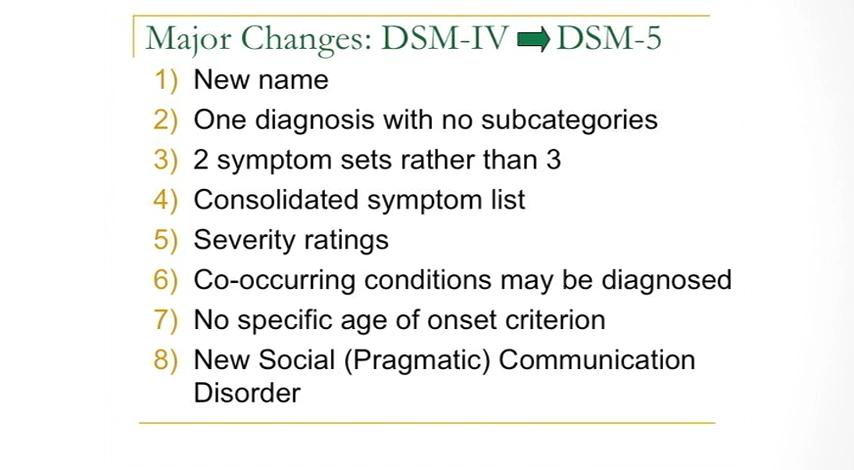 Major Changes: DSM-IV ➡ DSM-5
1) New name
2) One diagnosis with no subcategories
3) 2 symptom sets rather than 3
4) Consolidated symptom list
5) Severity ratings
6) Co-occurring conditions may be diagnosed
7) No specific age of onset criterion
8) New Social (Pragmatic) Communication
Disorder